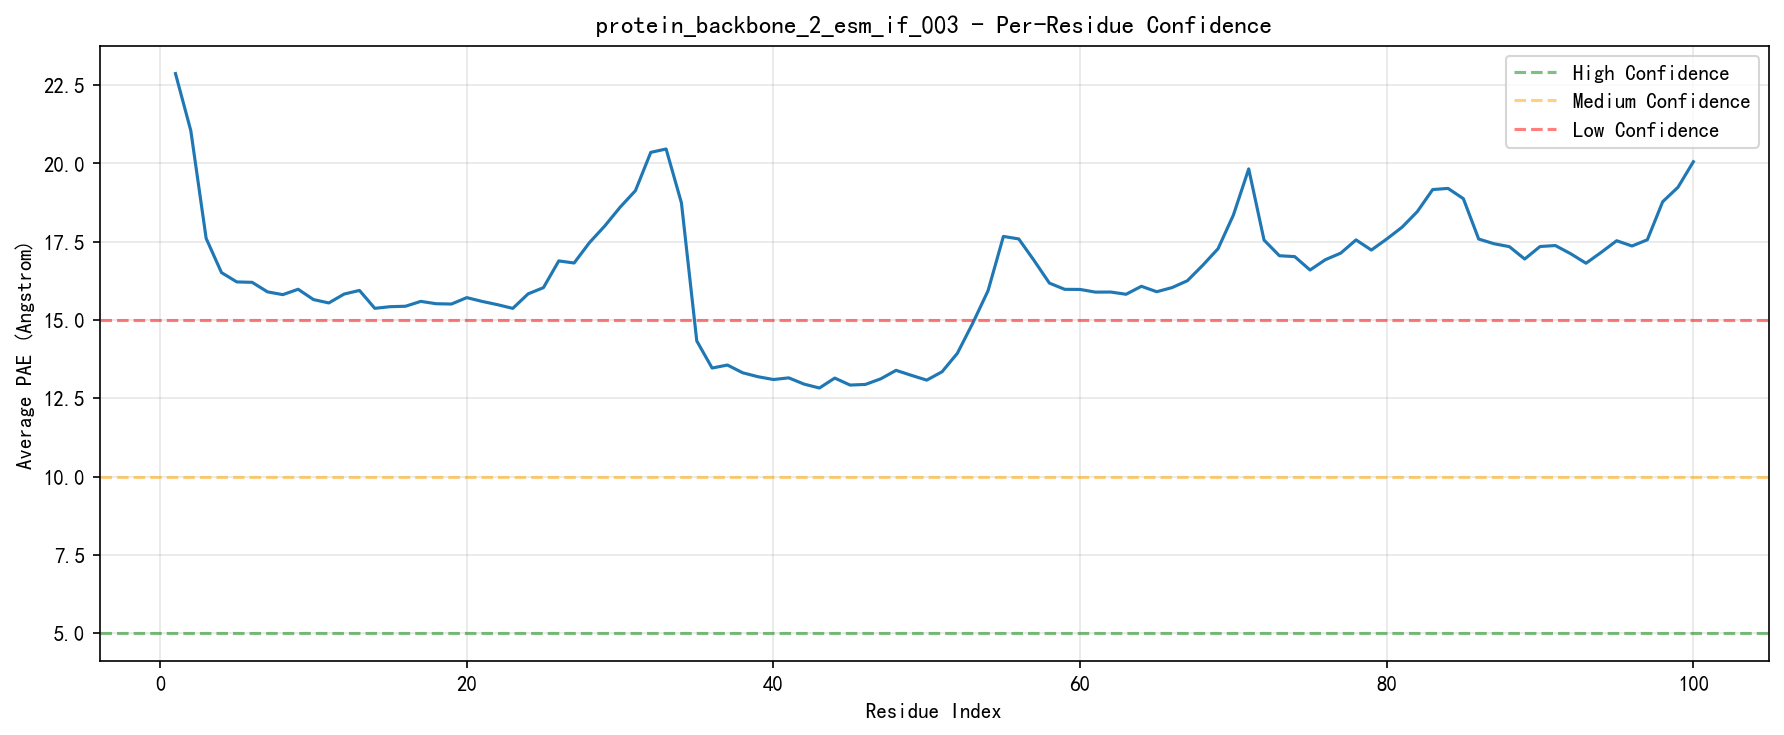 protein_backbone_2_esm_if_003 - Per-Residue Confidence
High Confidence
Medium Confidence
Low Confidence
22.5
20.0
17.5
15.0
12.5
10.0
7.5
5.0
Average PAE (Angstrom)
0 20 40 60 80 100
Residue Index